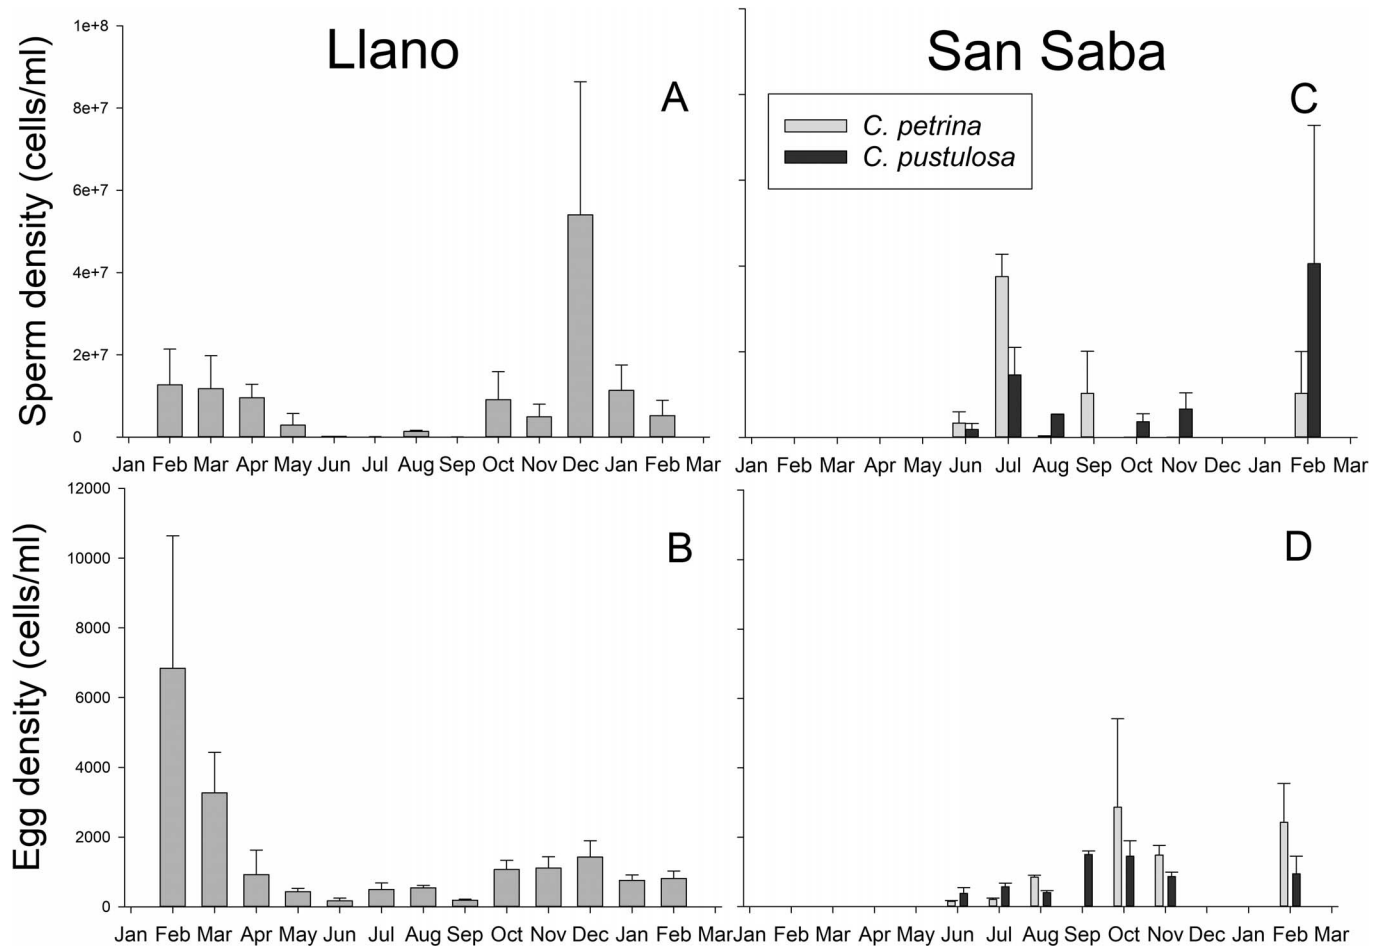 Llano
San Saba
A
C
C. petrina
C. pustulosa
Sperm density (cells/ml)
1e+8
8e+7
6e+7
4e+7
2e+7
0
Jan Feb Mar Apr May Jun Jul Aug Sep Oct Nov Dec Jan Feb Mar
Jan Feb Mar Apr May Jun Jul Aug Sep Oct Nov Dec Jan Feb Mar
B
D
Egg density (cells/ml)
12000
10000
8000
6000
4000
2000
0
Jan Feb Mar Apr May Jun Jul Aug Sep Oct Nov Dec Jan Feb Mar
Jan Feb Mar Apr May Jun Jul Aug Sep Oct Nov Dec Jan Feb Mar